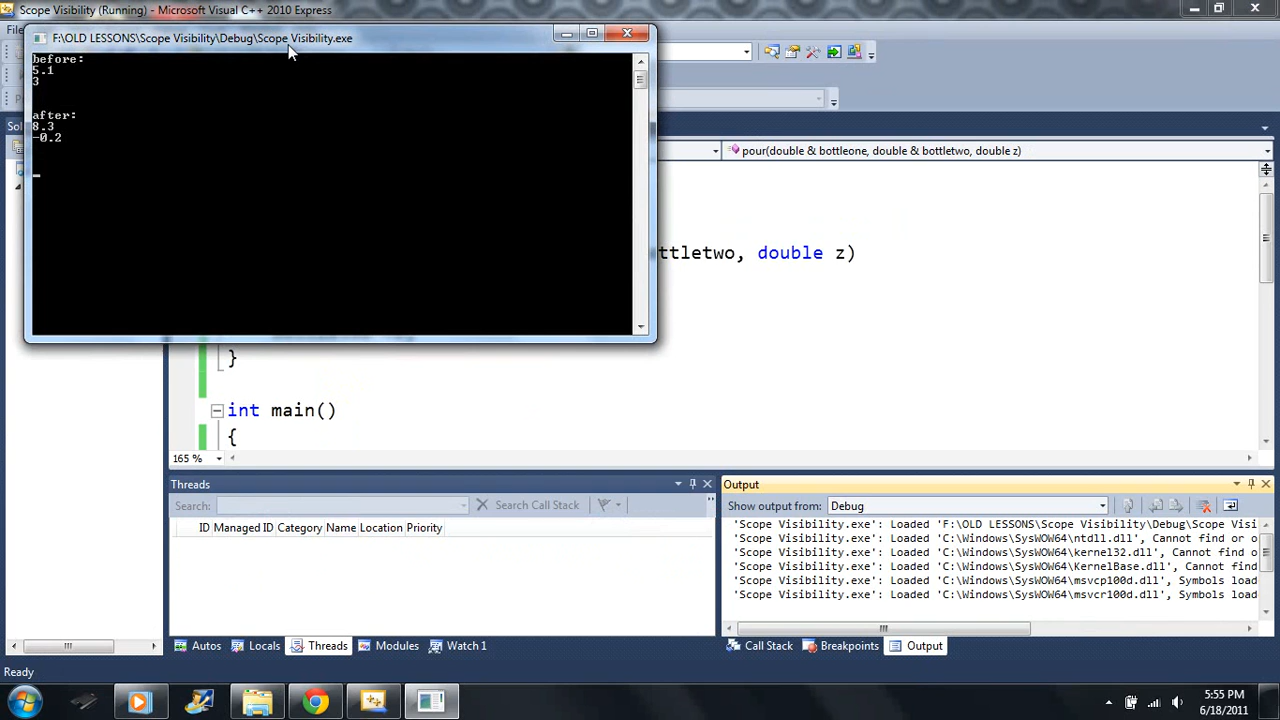 Scope Visibility (Running) - Microsoft Visual C++ 2010 Express
F:\OLD LESSONS\Scope Visibility\Debug\Scope Visibility.exe
before:
5.1
3
after:
8.3
-0.2
pour(double & bottleone, double & bottletwo, double z)
ttletwo, double z)
}
int main()
{
165 %
Threads
Search:
Search Call Stack
ID Managed ID Category Name Location Priority
Output
Show output from: Debug
'Scope Visibility.exe': Loaded 'F:\OLD LESSONS\Scope Visibility\Debug\Scope Visi
'Scope Visibility.exe': Loaded 'C:\Windows\SysWOW64\ntdll.dll', Cannot find or o
'Scope Visibility.exe': Loaded 'C:\Windows\SysWOW64\kernel32.dll', Cannot find o
'Scope Visibility.exe': Loaded 'C:\Windows\SysWOW64\KernelBase.dll', Cannot find
'Scope Visibility.exe': Loaded 'C:\Windows\SysWOW64\msvcp100d.dll', Symbols load
'Scope Visibility.exe': Loaded 'C:\Windows\SysWOW64\msvcr100d.dll', Symbols load
Autos Locals Threads Modules Watch 1
Call Stack Breakpoints Output
Ready
5:55 PM
6/18/2011